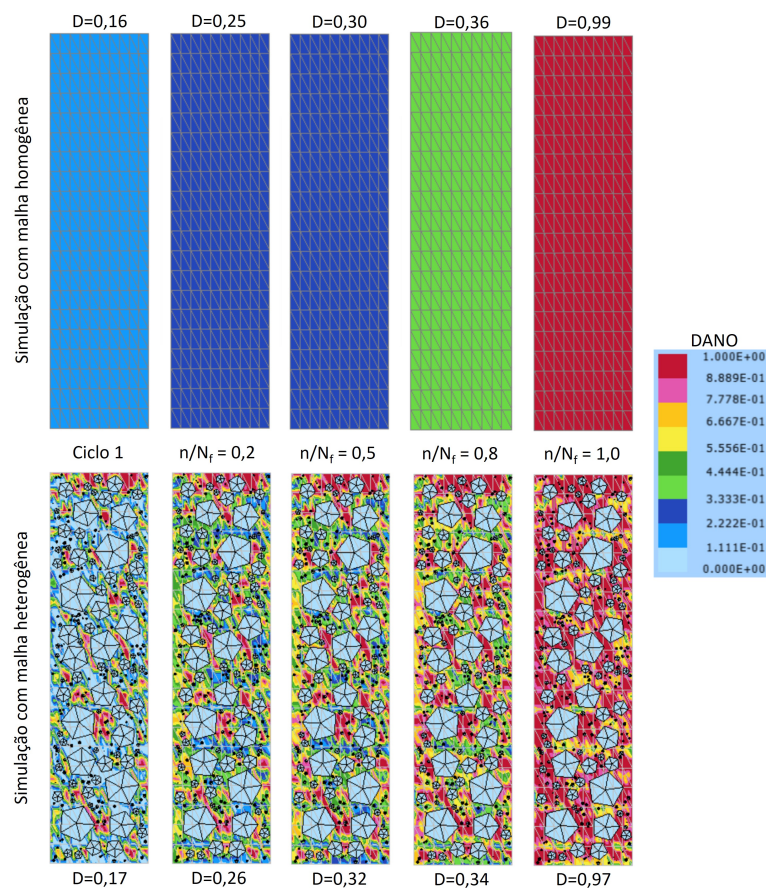 D=0,16
D=0,25
D=0,30
D=0,36
D=0,99
Simulação com malha homogênea
DANO
1.000E+00
8.889E-01
7.778E-01
6.667E-01
5.556E-01
4.444E-01
3.333E-01
2.222E-01
1.111E-01
0.000E+00
Ciclo 1
n/Nf = 0,2
n/Nf = 0,5
n/Nf = 0,8
n/Nf = 1,0
Simulação com malha heterogênea
D=0,17
D=0,26
D=0,32
D=0,34
D=0,97